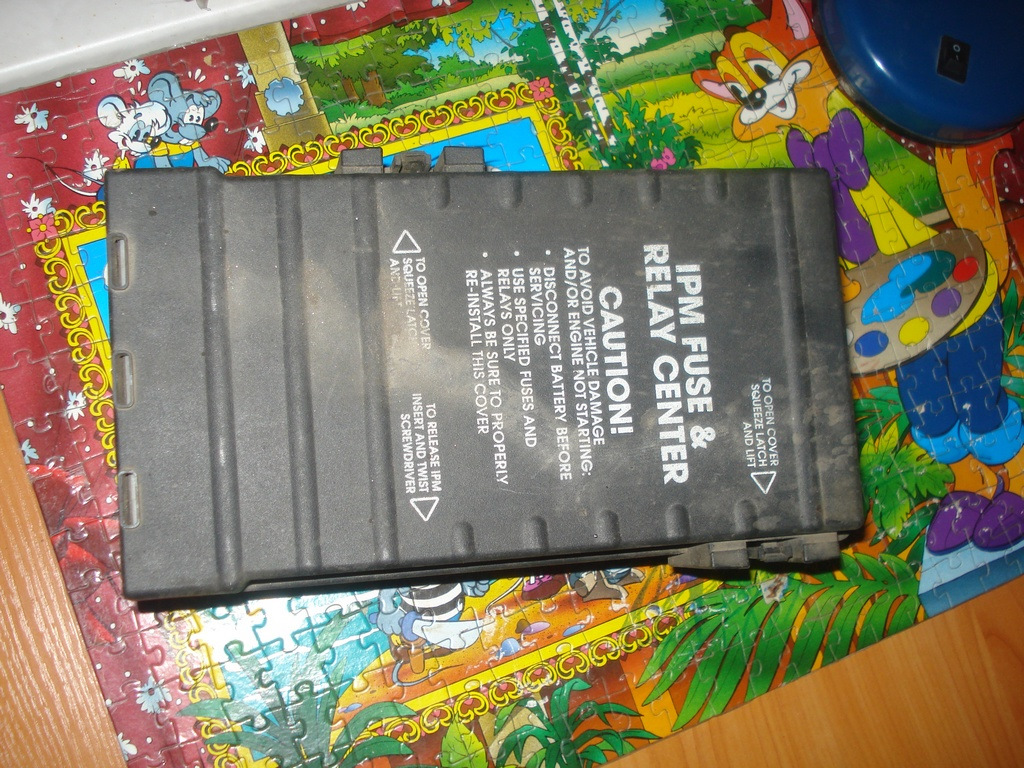 TO OPEN COVER
SQUEEZE LATCH
AND LIFT
IPM FUSE &
RELAY CENTER
CAUTION!
TO AVOID VEHICLE DAMAGE
AND/OR ENGINE NOT STARTING:
• DISCONNECT BATTERY BEFORE
SERVICING
• USE SPECIFIED FUSES AND
RELAYS ONLY
• ALWAYS BE SURE TO PROPERLY
RE-INSTALL THIS COVER
TO OPEN COVER
SQUEEZE LATCH
AND LIFT
TO RELEASE IPM
INSERT AND TWIST
SCREWDRIVER